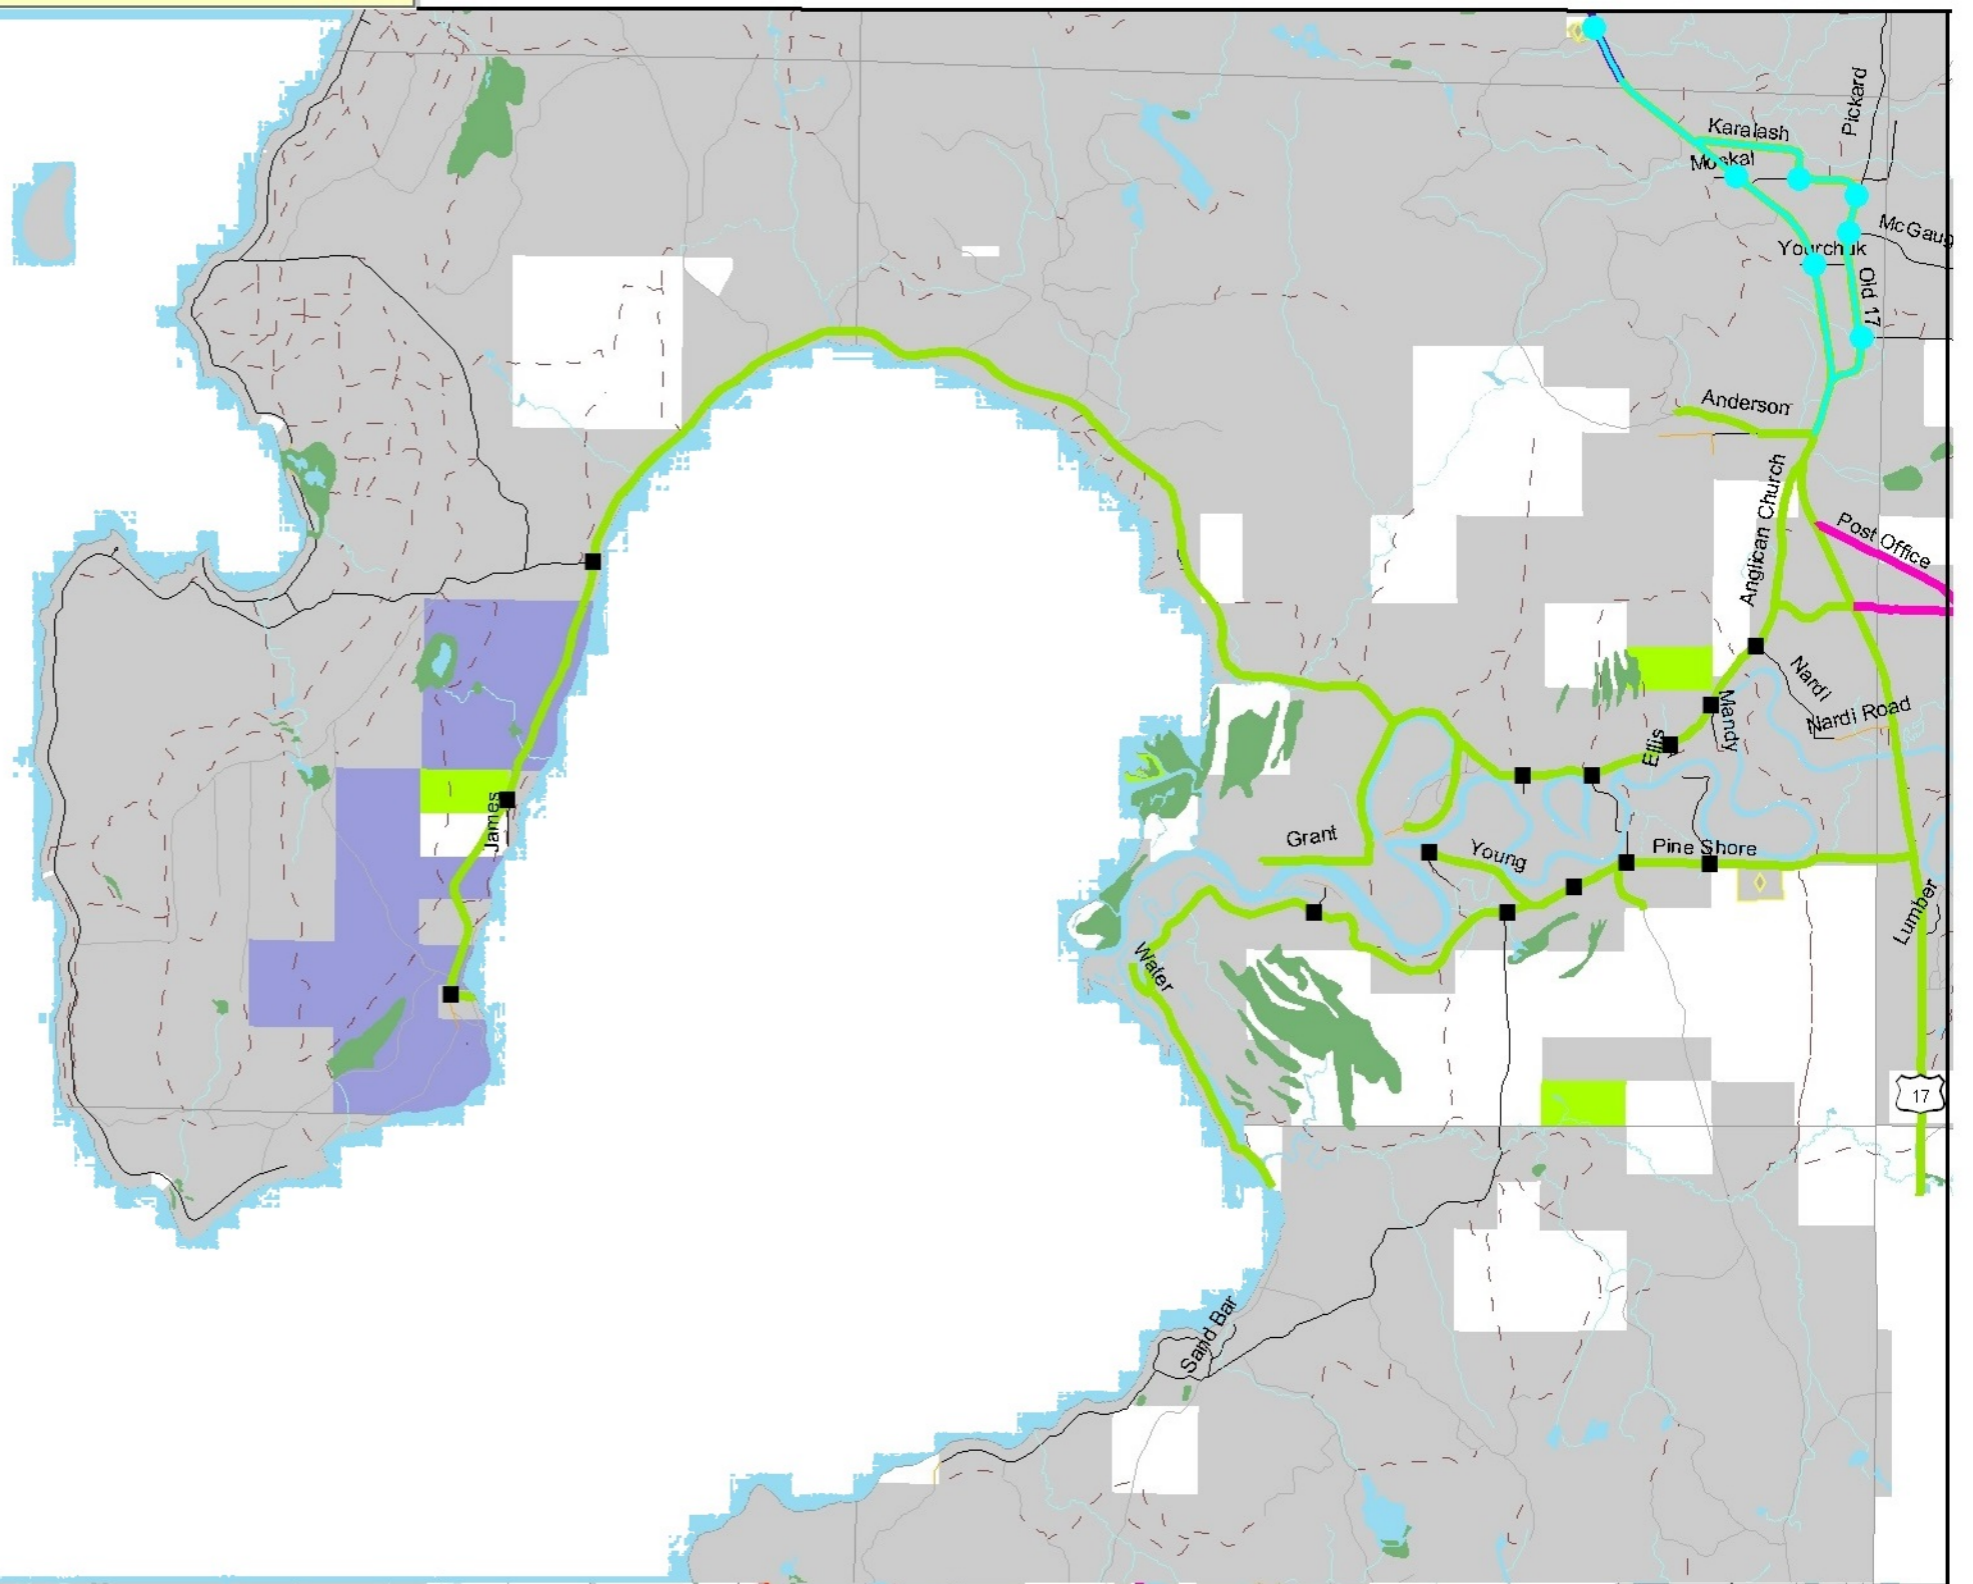 Pickard
Karalash
Moskal
McGaug
Yourchuk
Old 17
Anderson
Anglican Church
Post Office
Nardi
Mandy
Nardi Road
Ellis
James
Grant
Young
Pine Shore
Lumber
Water
17
Sand Bar